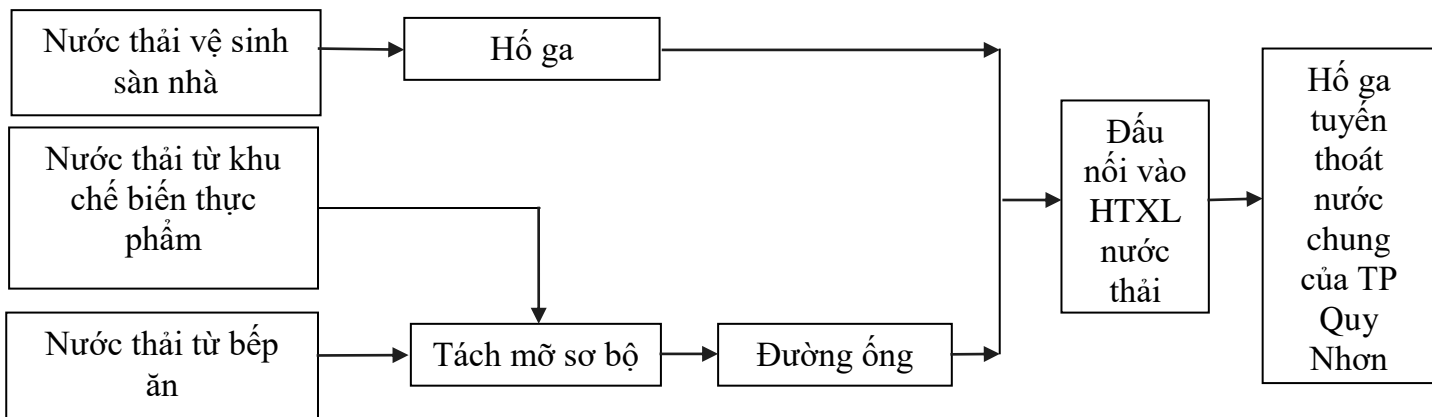 Nước thải vệ sinh
sàn nhà
Hố ga
Nước thải từ khu
chế biến thực
phẩm
Nước thải từ bếp
ăn
Tách mỡ sơ bộ
Đường ống
Đấu
nối vào
HTXL
nước
thải
Hố ga
tuyến
thoát
nước
chung
của TP
Quy
Nhơn